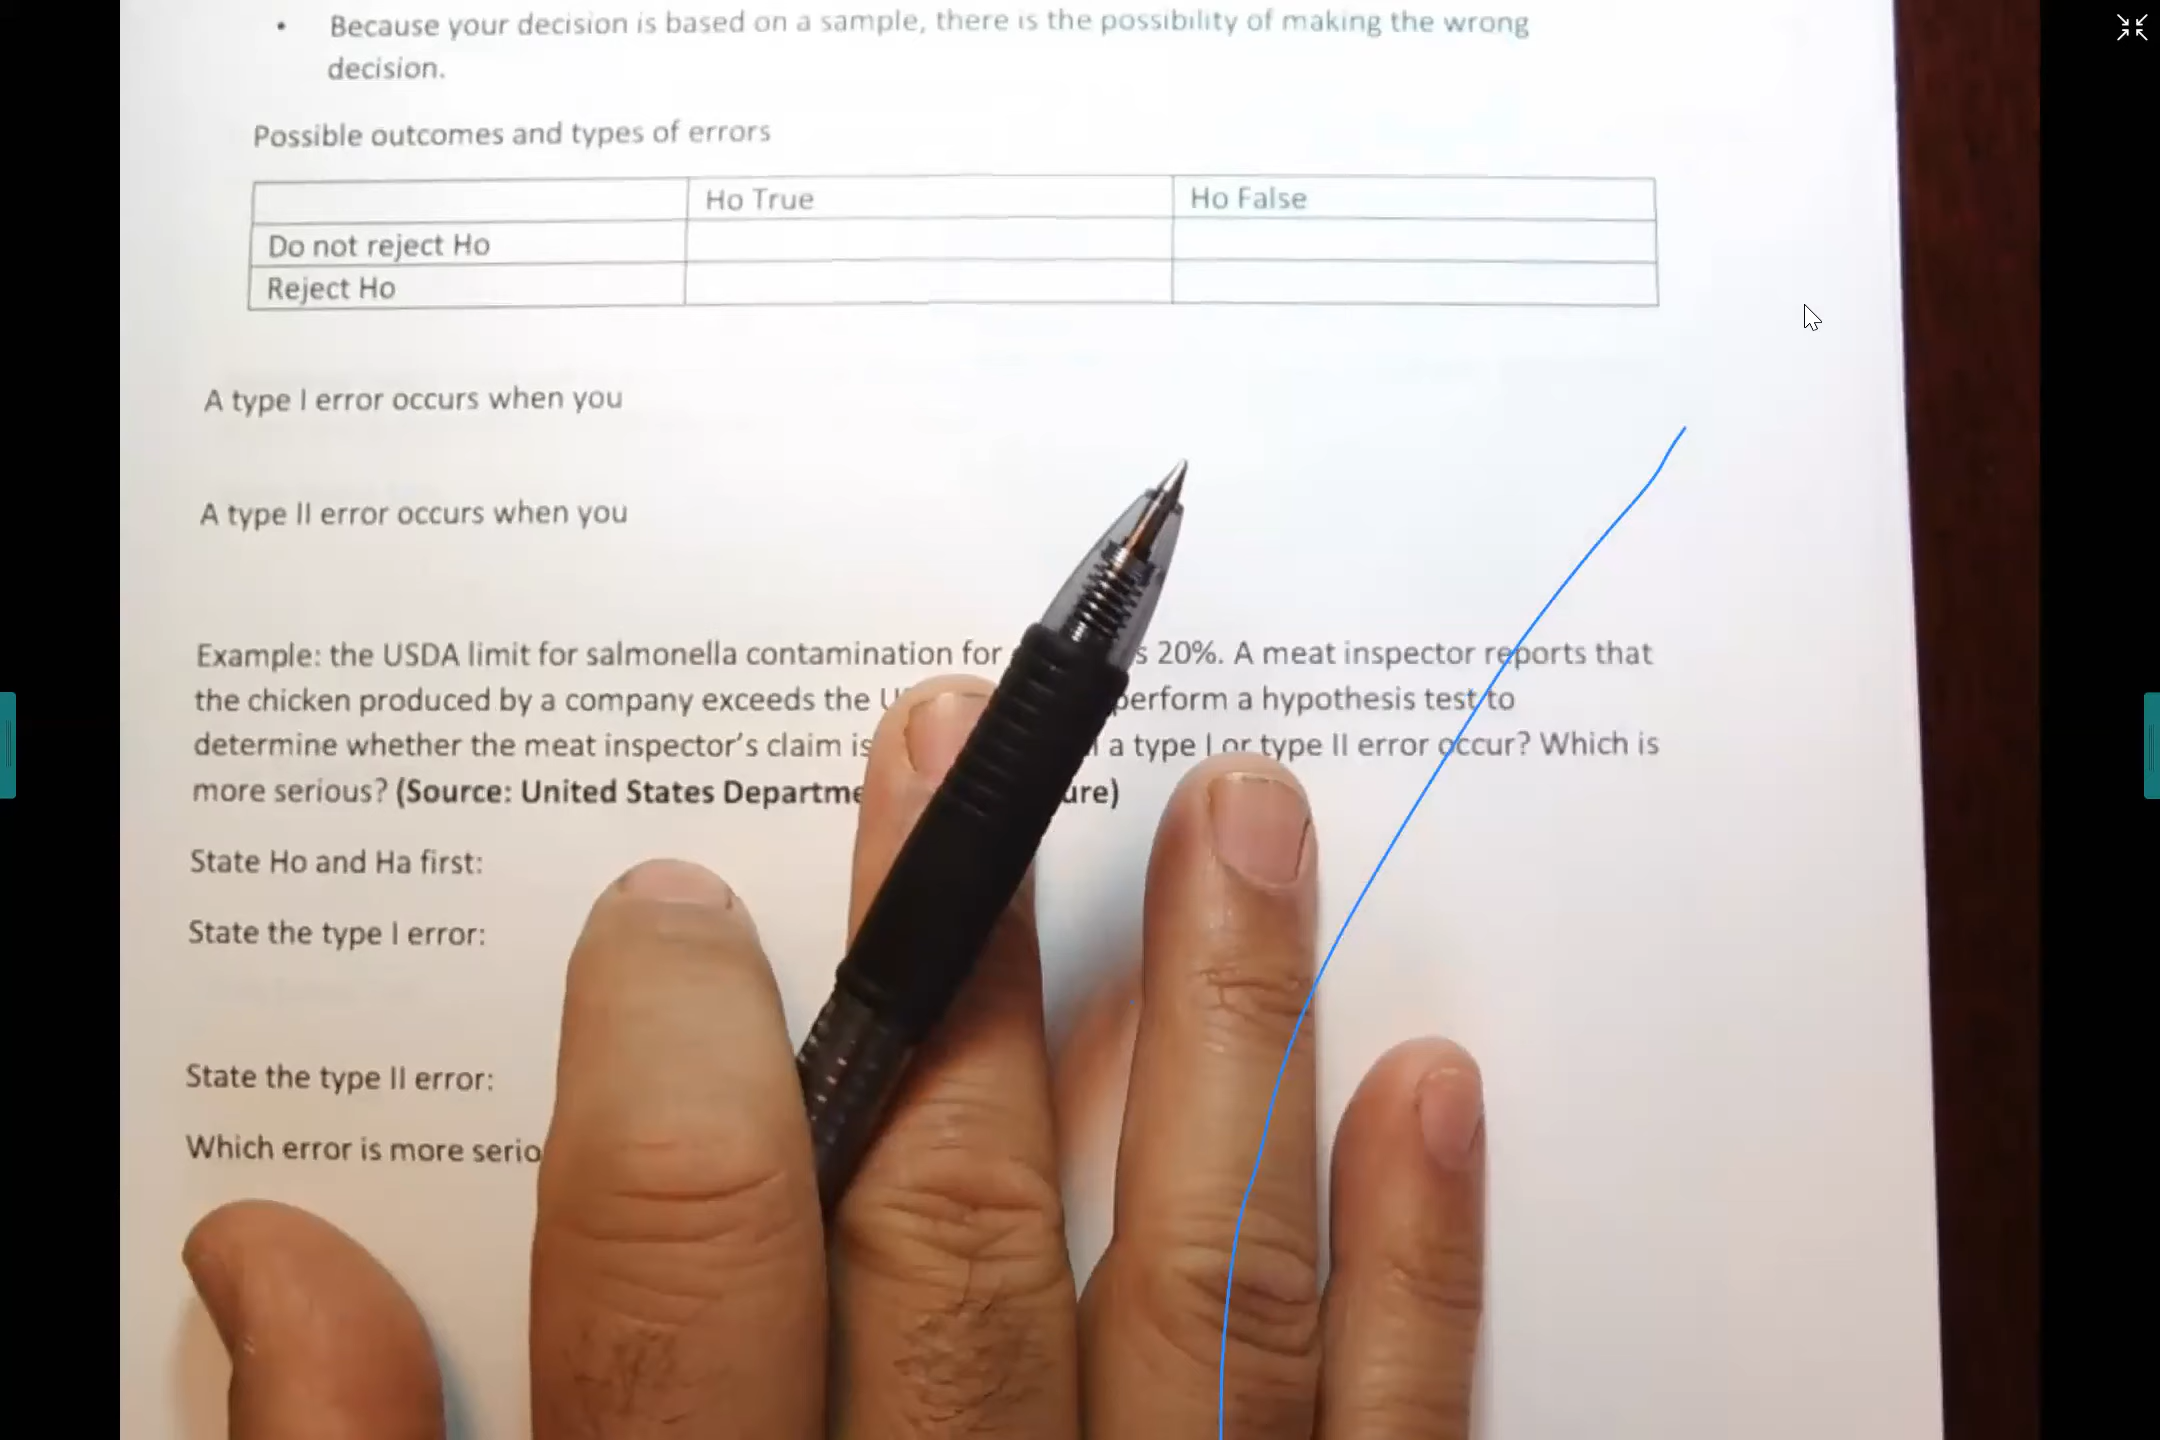 • Because your decision is based on a sample, there is the possibility of making the wrong
decision.
Possible outcomes and types of errors
Ho True Ho False
Do not reject Ho
Reject Ho
A type I error occurs when you
A type II error occurs when you
Example: the USDA limit for salmonella contamination for 20%. A meat inspector reports that
the chicken produced by a company exceeds the perform a hypothesis test to
determine whether the meat inspector's claim is a type I or type II error occur? Which is
more serious? (Source: United States
State Ho and Ha first:
State the type I error:
State the type II error:
Which error is more